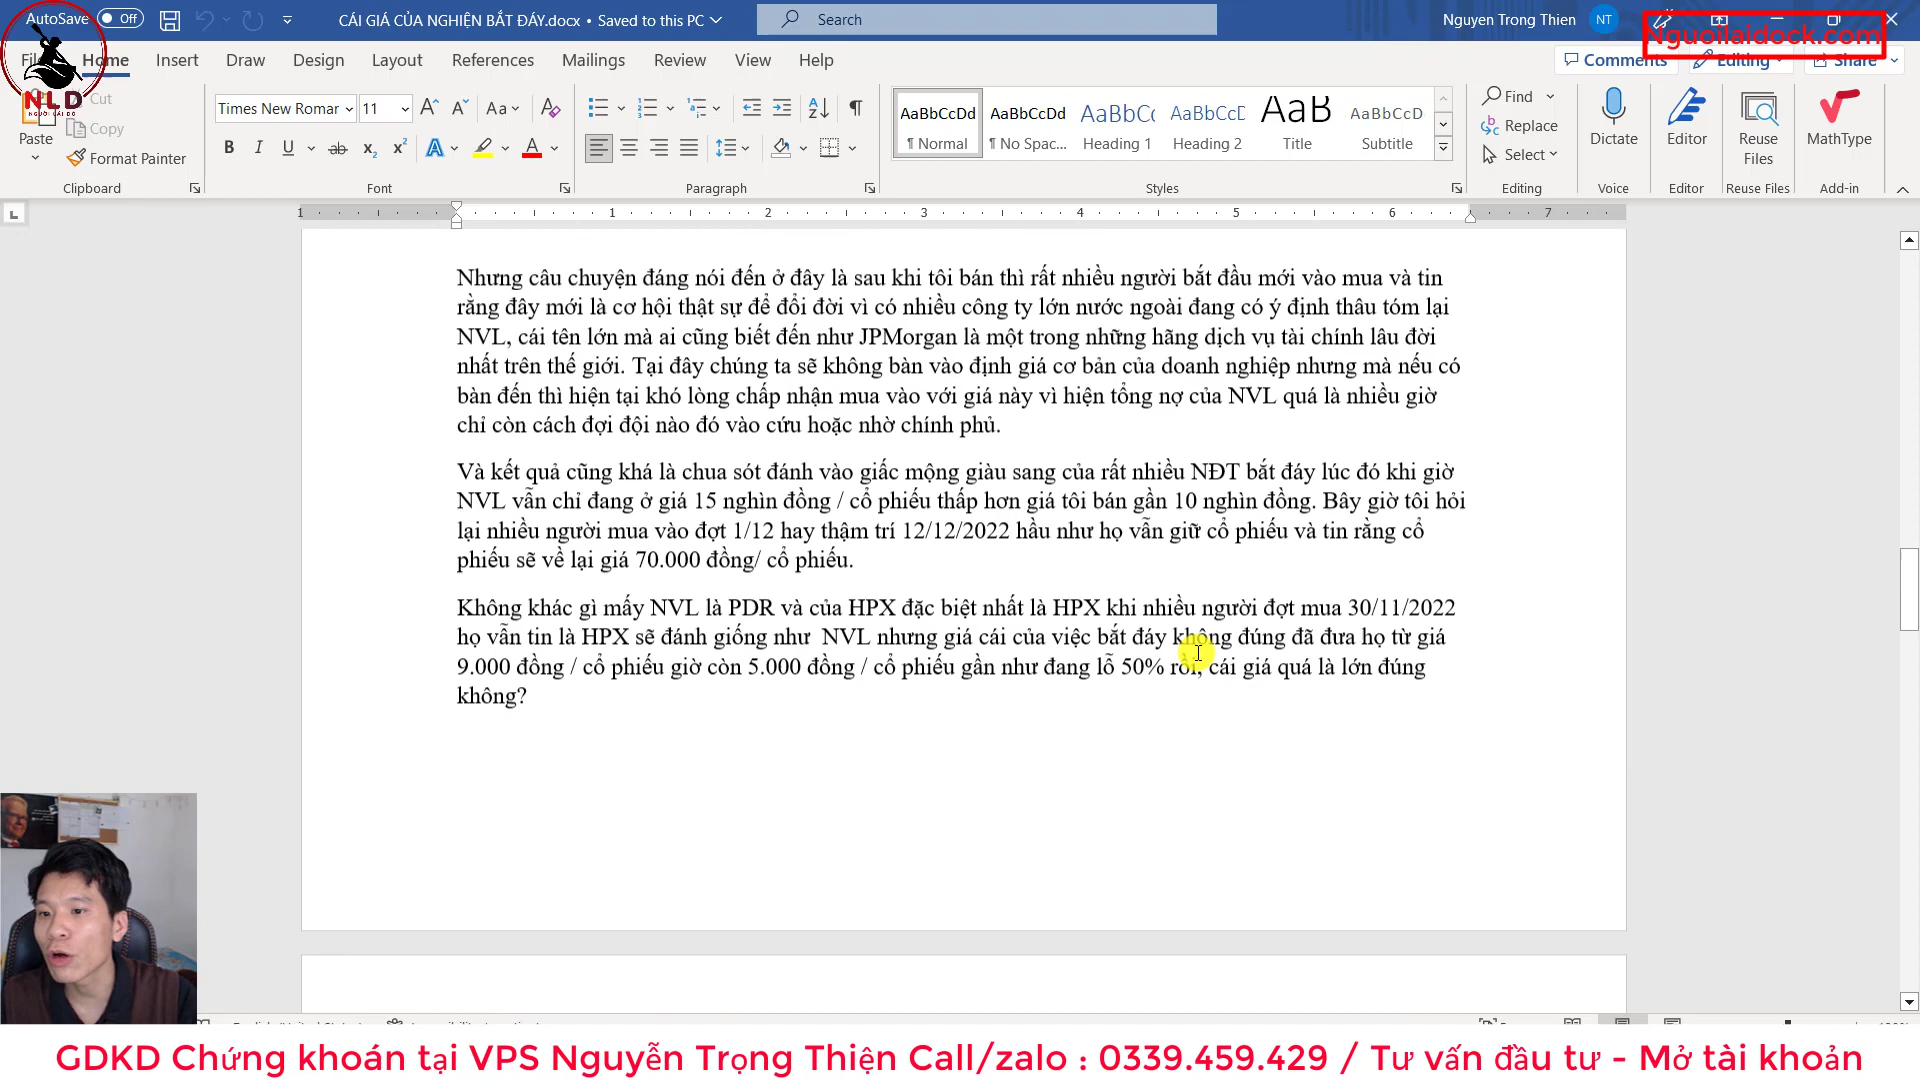 AutoSave Off CÁI GIÁ CỦA NGHIỆN BẮT ĐÁY.docx • Saved to this PC Search Nguyen Trong Thien NT
Nguoilaidock.com
Home Insert Draw Design Layout References Mailings Review View Help Comments Editing Share
NLD
NGƯỜI LÁI ĐÒ
Paste Cut Copy Format Painter
Times New Roman 11
AaBbCcDd AaBbCcDd AaBbCc AaBbCcC AaB AaBbCcD
¶ Normal ¶ No Spac... Heading 1 Heading 2 Title Subtitle
Find Replace Select
Dictate Editor Reuse Files MathType
Clipboard Font Paragraph Styles Editing Voice Editor Reuse Files Add-in
1 1 2 3 4 5 6 7
Nhưng câu chuyện đáng nói đến ở đây là sau khi tôi bán thì rất nhiều người bắt đầu mới vào mua và tin
rằng đây mới là cơ hội thật sự để đổi đời vì có nhiều công ty lớn nước ngoài đang có ý định thâu tóm lại
NVL, cái tên lớn mà ai cũng biết đến như JPMorgan là một trong những hãng dịch vụ tài chính lâu đời
nhất trên thế giới. Tại đây chúng ta sẽ không bàn vào định giá cơ bản của doanh nghiệp nhưng mà nếu có
bàn đến thì hiện tại khó lòng chấp nhận mua vào với giá này vì hiện tổng nợ của NVL quá là nhiều giờ
chỉ còn cách đợi đội nào đó vào cứu hoặc nhờ chính phủ.
Và kết quả cũng khá là chua sót đánh vào giấc mộng giàu sang của rất nhiều NĐT bắt đáy lúc đó khi giờ
NVL vẫn chỉ đang ở giá 15 nghìn đồng / cổ phiếu thấp hơn giá tôi bán gần 10 nghìn đồng. Bây giờ tôi hỏi
lại nhiều người mua vào đợt 1/12 hay thậm trí 12/12/2022 hầu như họ vẫn giữ cổ phiếu và tin rằng cổ
phiếu sẽ về lại giá 70.000 đồng/ cổ phiếu.
Không khác gì mấy NVL là PDR và của HPX đặc biệt nhất là HPX khi nhiều người đợt mua 30/11/2022
họ vẫn tin là HPX sẽ đánh giống như  NVL nhưng giá cái của việc bắt đáy không đúng đã đưa họ từ giá
9.000 đồng / cổ phiếu giờ còn 5.000 đồng / cổ phiếu gần như đang lỗ 50% rồi, cái giá quá là lớn đúng
không?
GDKD Chứng khoán tại VPS Nguyễn Trọng Thiện Call/zalo : 0339.459.429 / Tư vấn đầu tư - Mở tài khoản